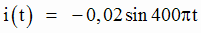 i(t) = −0,02 sin 400πt